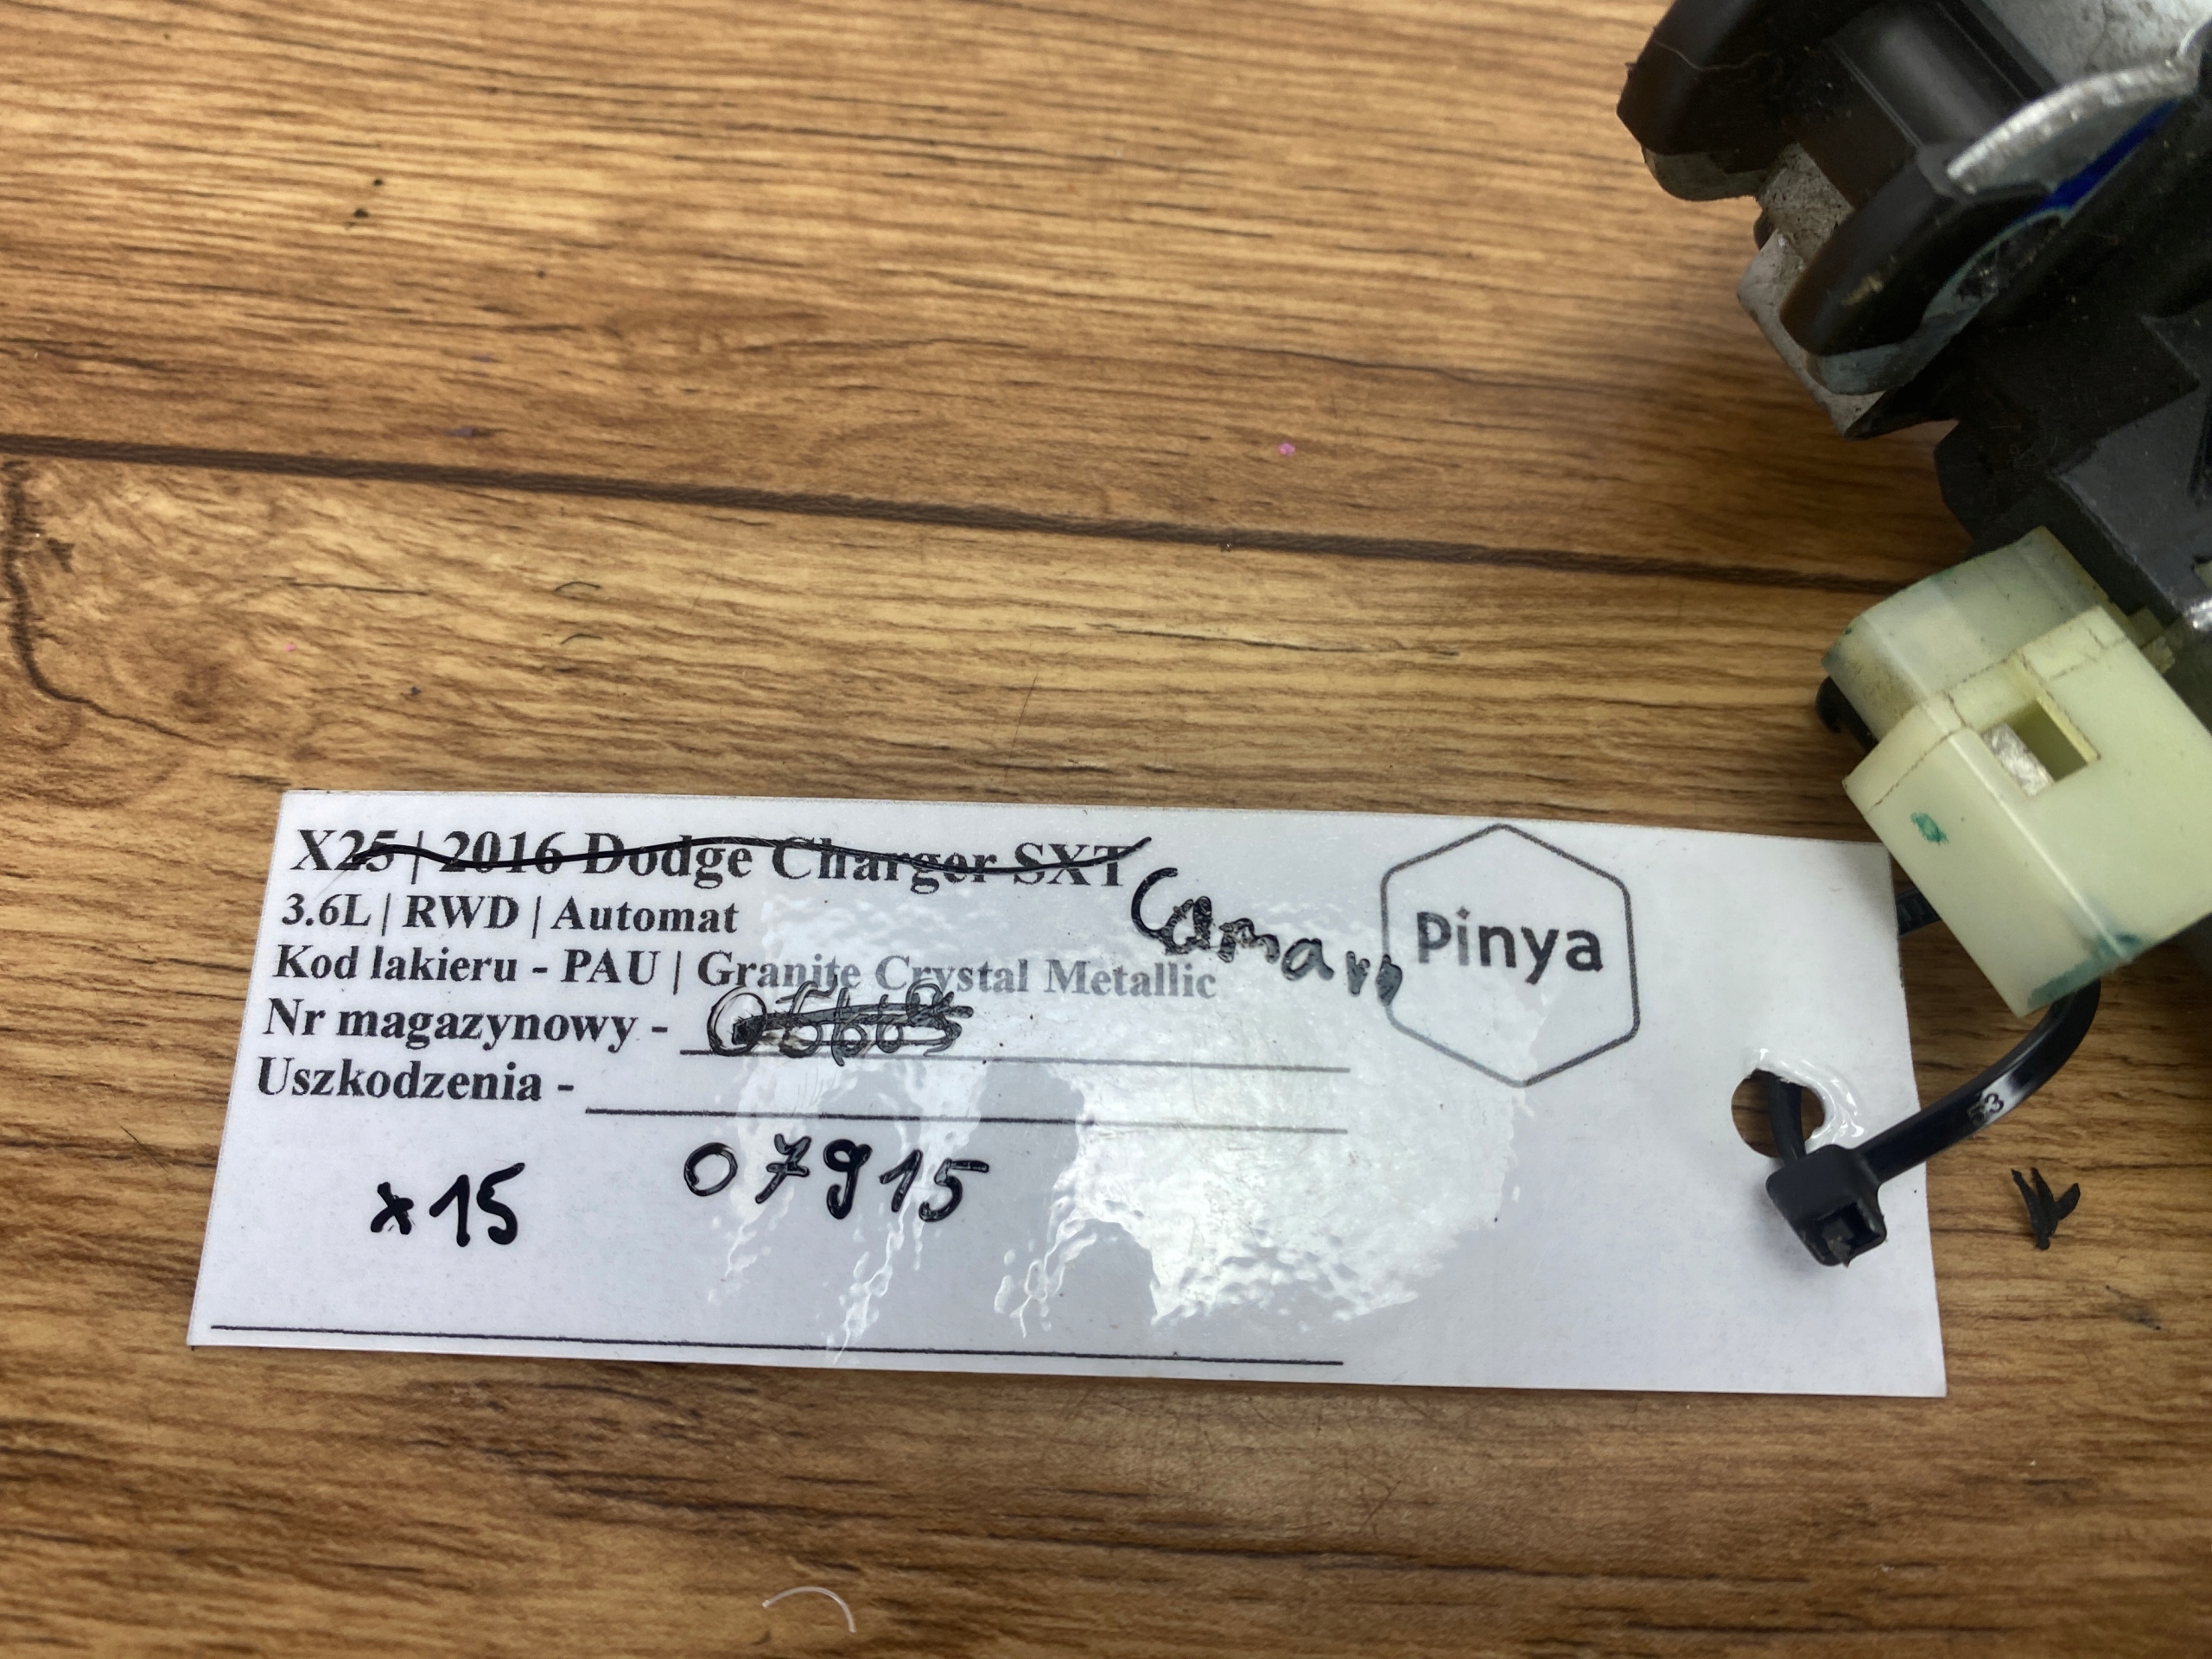 X25 | 2016 Dodge Charger SXT
Camaro
3.6L | RWD | Automat
Kod lakieru - PAU | Granite Crystal Metallic
Nr magazynowy -
Uszkodzenia -
Pinya
07915
x15